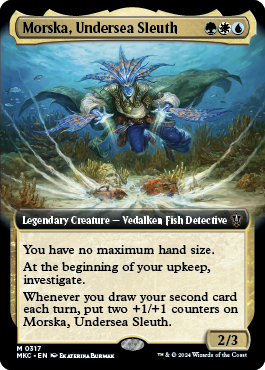 Morska, Undersea Sleuth
Legendary Creature — Vedalken Fish Detective
You have no maximum hand size.
At the beginning of your upkeep,
investigate.
Whenever you draw your second card
each turn, put two +1/+1 counters on
Morska, Undersea Sleuth.
2/3
M 0317
MKC • EN Ekaterina Burmak
™ & © 2024 Wizards of the Coast